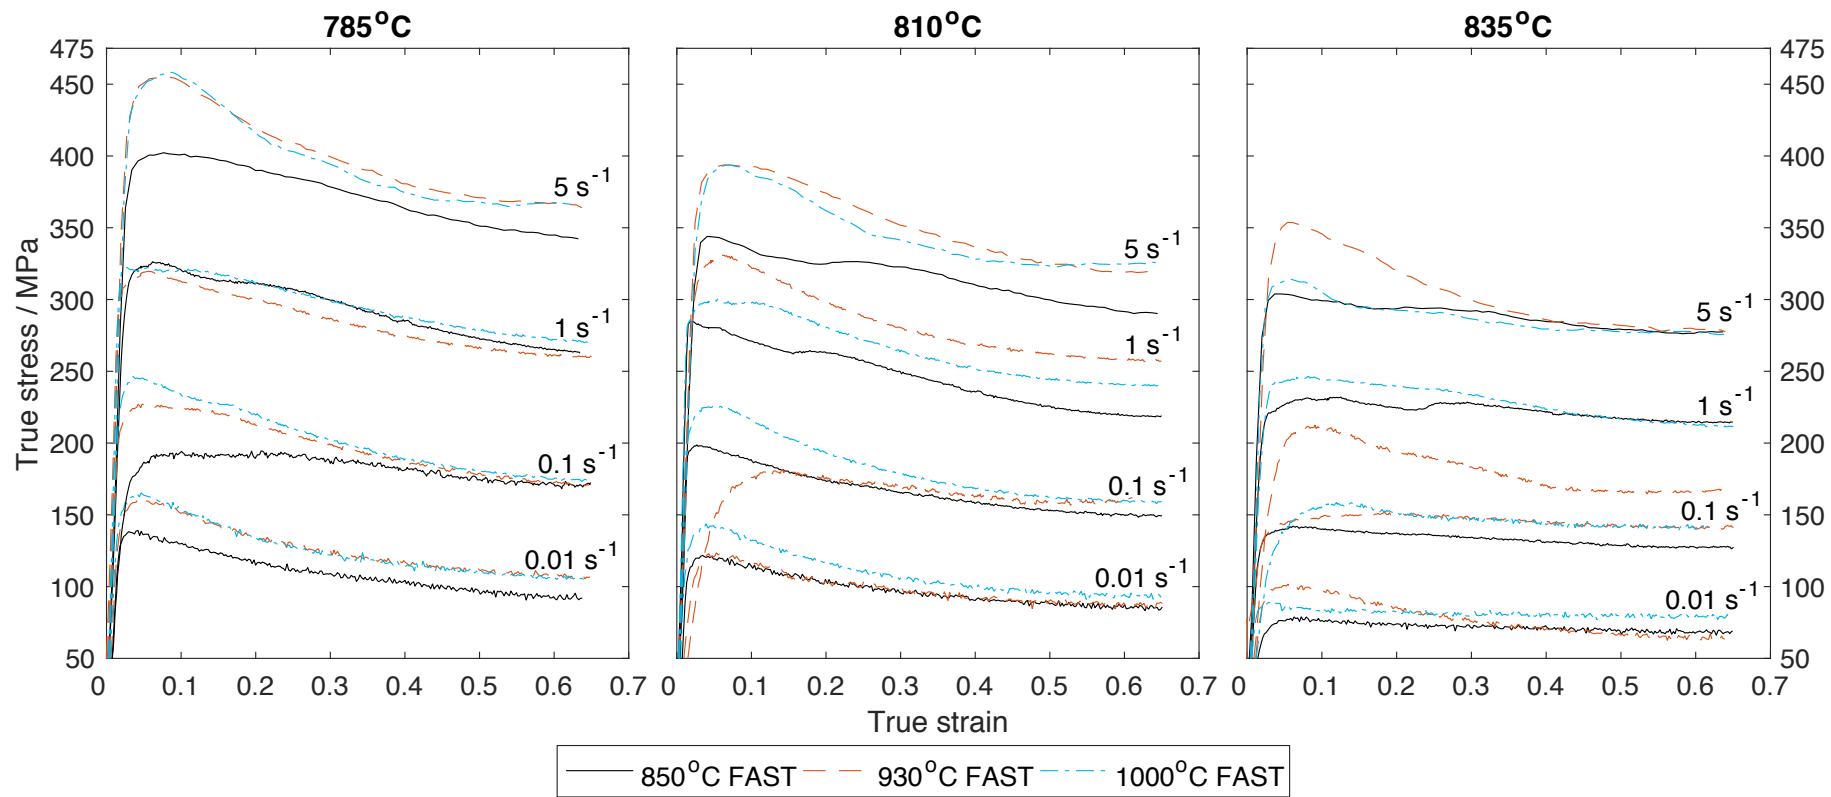 785°C 810°C 835°C
475 475
450 450
400 400
350 350
300 300
250 250
200 200
150 150
100 100
50 50
True stress / MPa
5 s⁻¹ 5 s⁻¹ 5 s⁻¹
1 s⁻¹ 1 s⁻¹ 1 s⁻¹
0.1 s⁻¹ 0.1 s⁻¹ 0.1 s⁻¹
0.01 s⁻¹ 0.01 s⁻¹ 0.01 s⁻¹
0 0.1 0.2 0.3 0.4 0.5 0.6 0.7 0 0.1 0.2 0.3 0.4 0.5 0.6 0.7 0 0.1 0.2 0.3 0.4 0.5 0.6 0.7
True strain
850°C FAST 930°C FAST 1000°C FAST